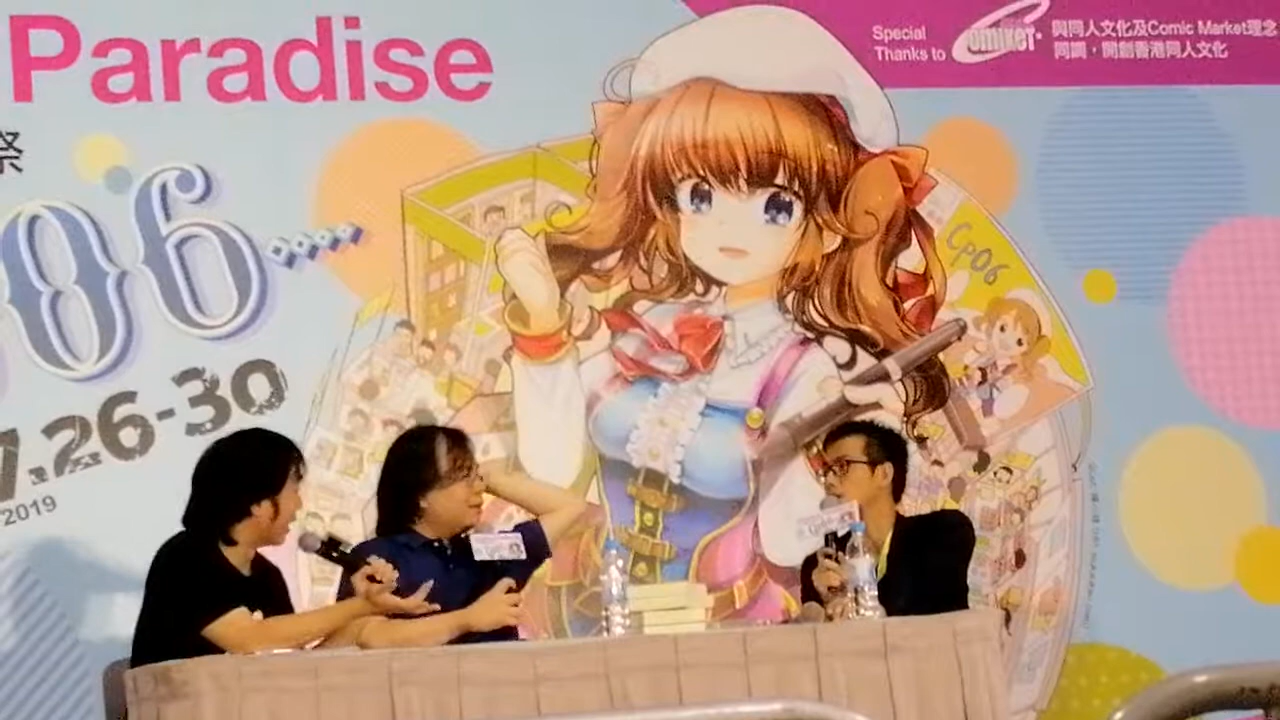 Paradise
祭
06
.26-30
2019
Special
Thanks to
comiket
與同人文化及Comic Market理念
同調，開創香港同人文化
Cp06